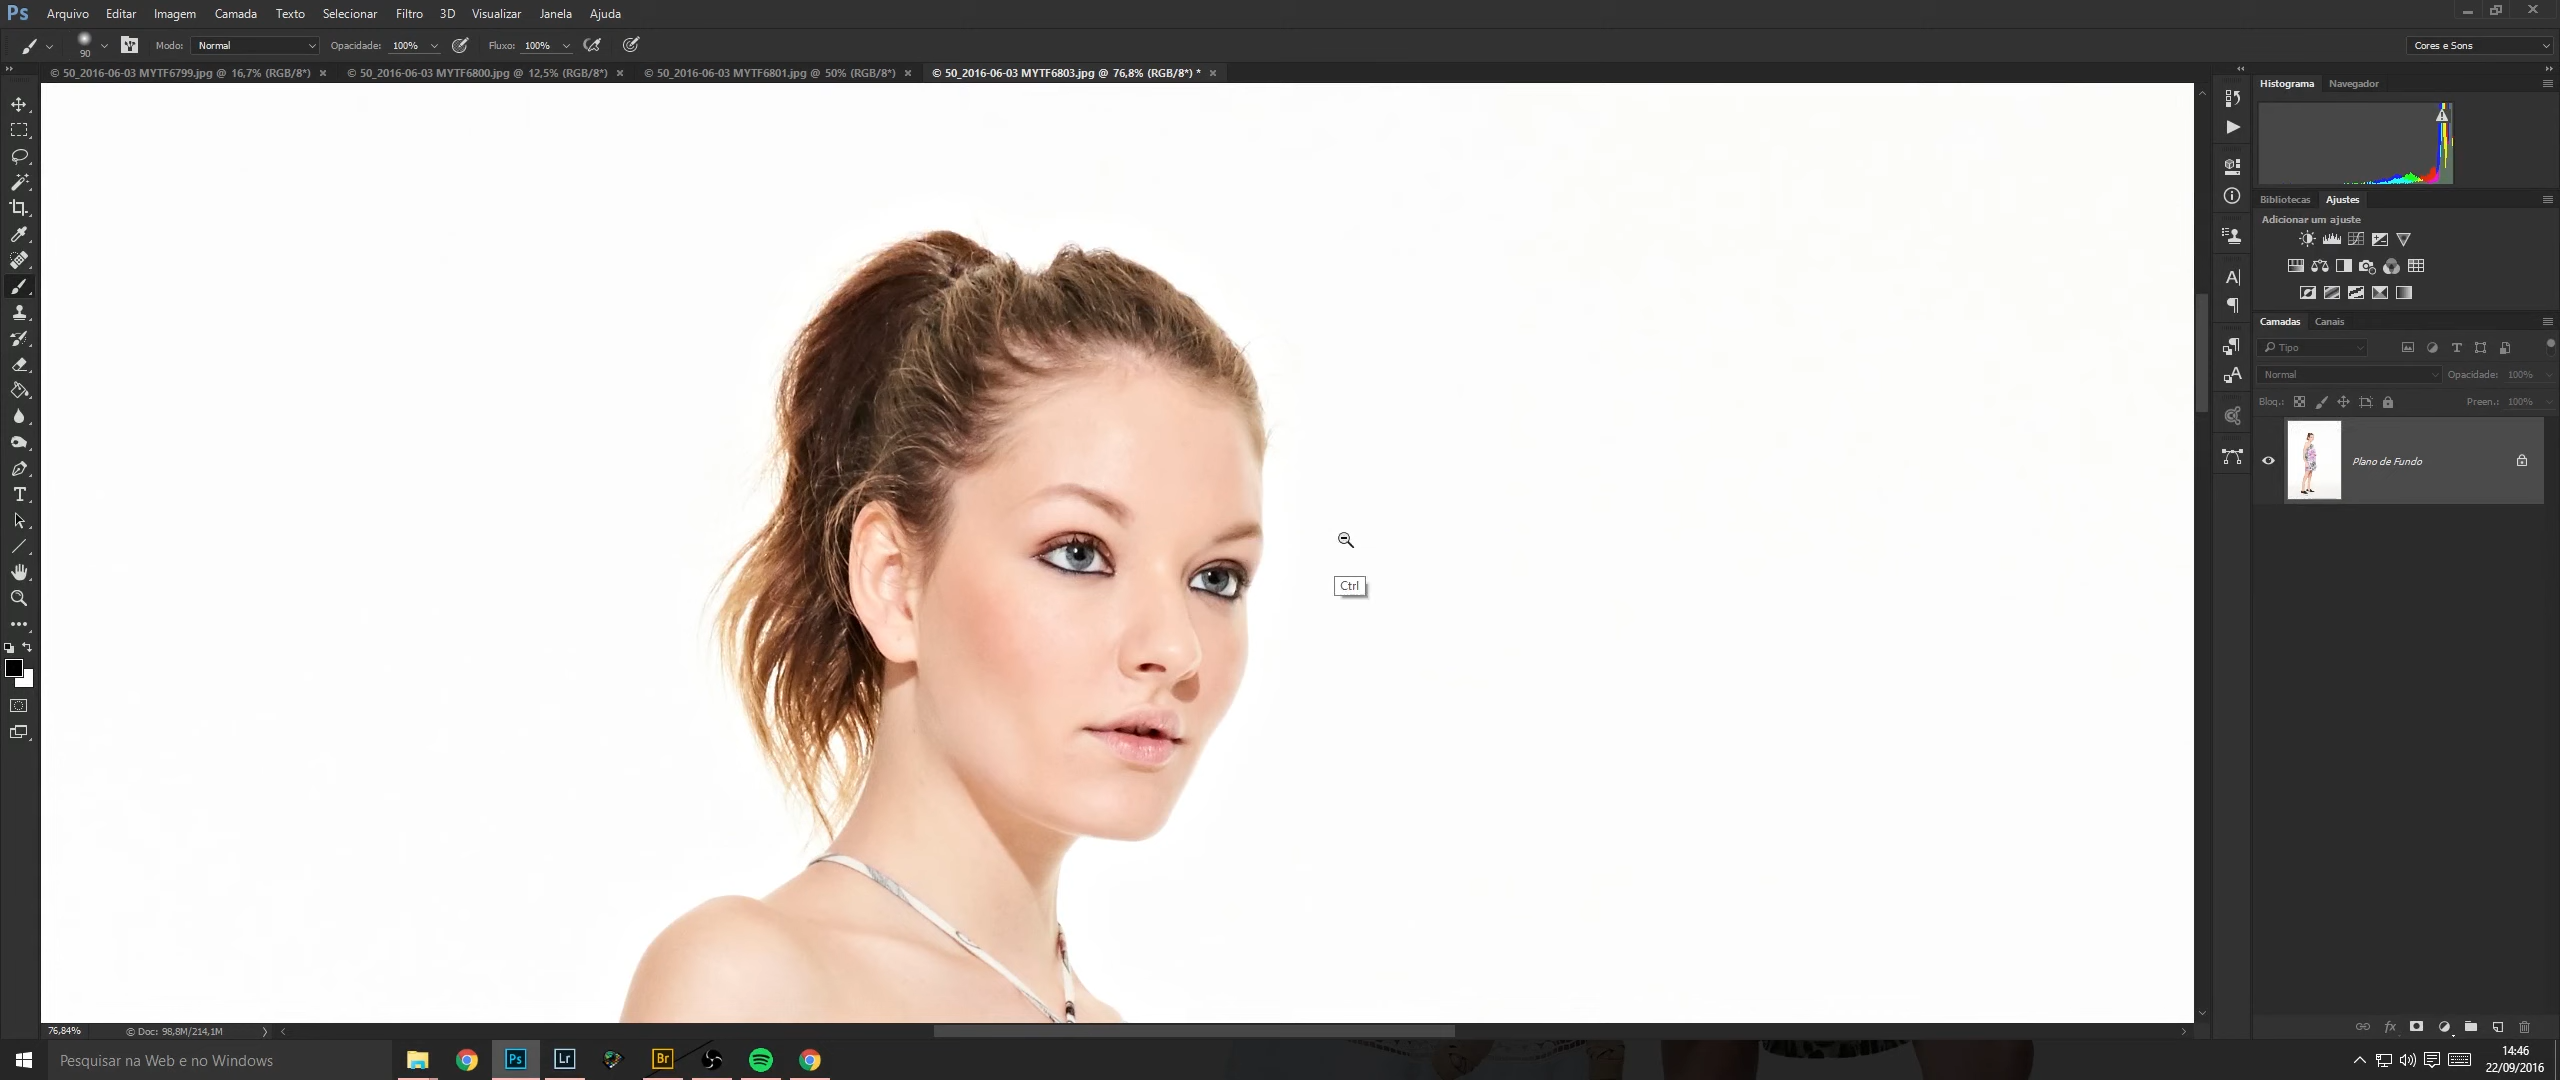 Ps Arquivo Editar Imagem Camada Texto Selecionar Filtro 3D Visualizar Janela Ajuda
90 Modo: Normal Opacidade: 100% Fluxo: 100% Cores e Sons
© 50_2016-06-03 MYTF6799.jpg @ 16,7% (RGB/8*) × © 50_2016-06-03 MYTF6800.jpg @ 12,5% (RGB/8*) × © 50_2016-06-03 MYTF6801.jpg @ 50% (RGB/8*) × © 50_2016-06-03 MYTF6803.jpg @ 76,8% (RGB/8*) * ×
Histograma Navegador
Bibliotecas Ajustes
Adicionar um ajuste
Camadas Canais
Tipo
Normal Opacidade: 100%
Bloq.: Preen.: 100%
Plano de Fundo
Ctrl
76,84% © Doc: 98,8M/214,1M
Pesquisar na Web e no Windows Ps Lr Br
14:46
22/09/2016